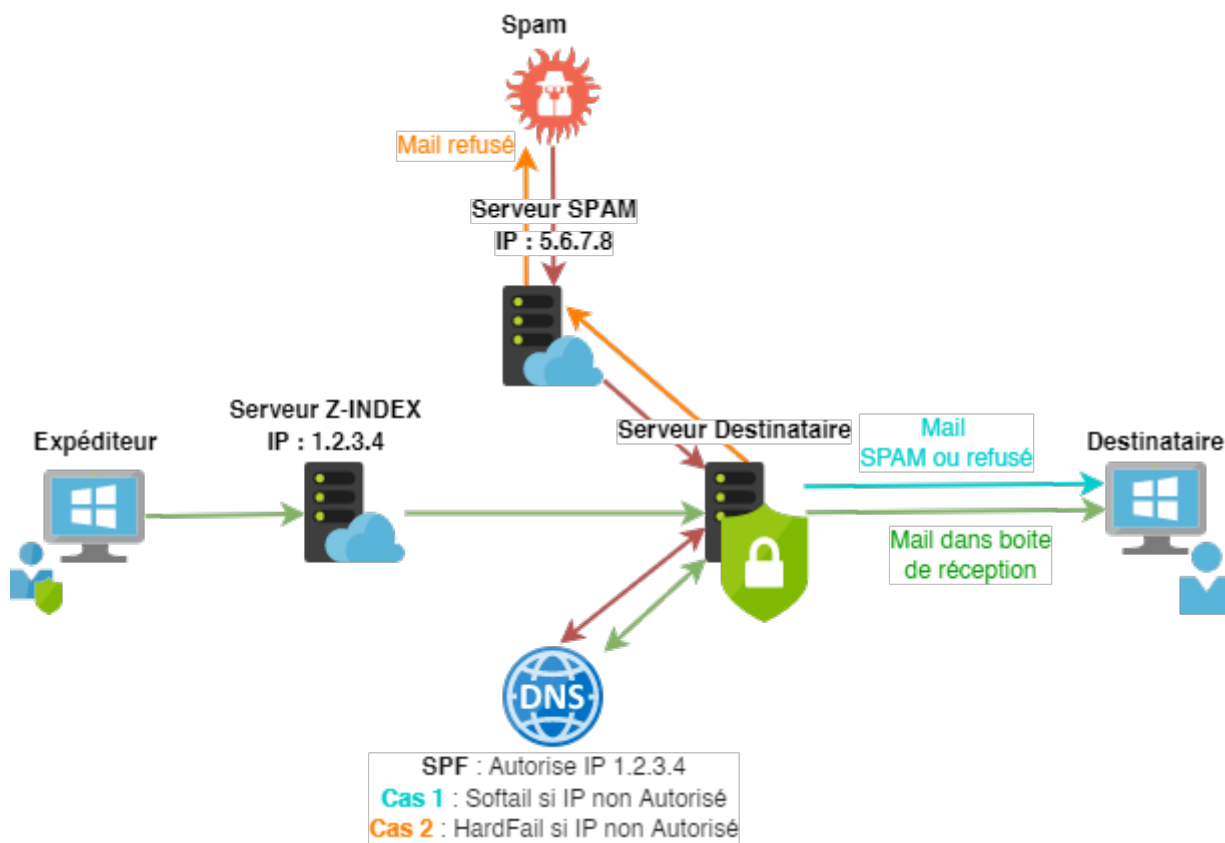 Spam
Mail refusé
Serveur SPAM
IP : 5.6.7.8
Serveur Z-INDEX
IP : 1.2.3.4
Expéditeur
Serveur Destinataire
Mail
SPAM ou refusé
Destinataire
Mail dans boite
de réception
DNS
SPF : Autorise IP 1.2.3.4
Cas 1 : Softail si IP non Autorisé
Cas 2 : HardFail si IP non Autorisé